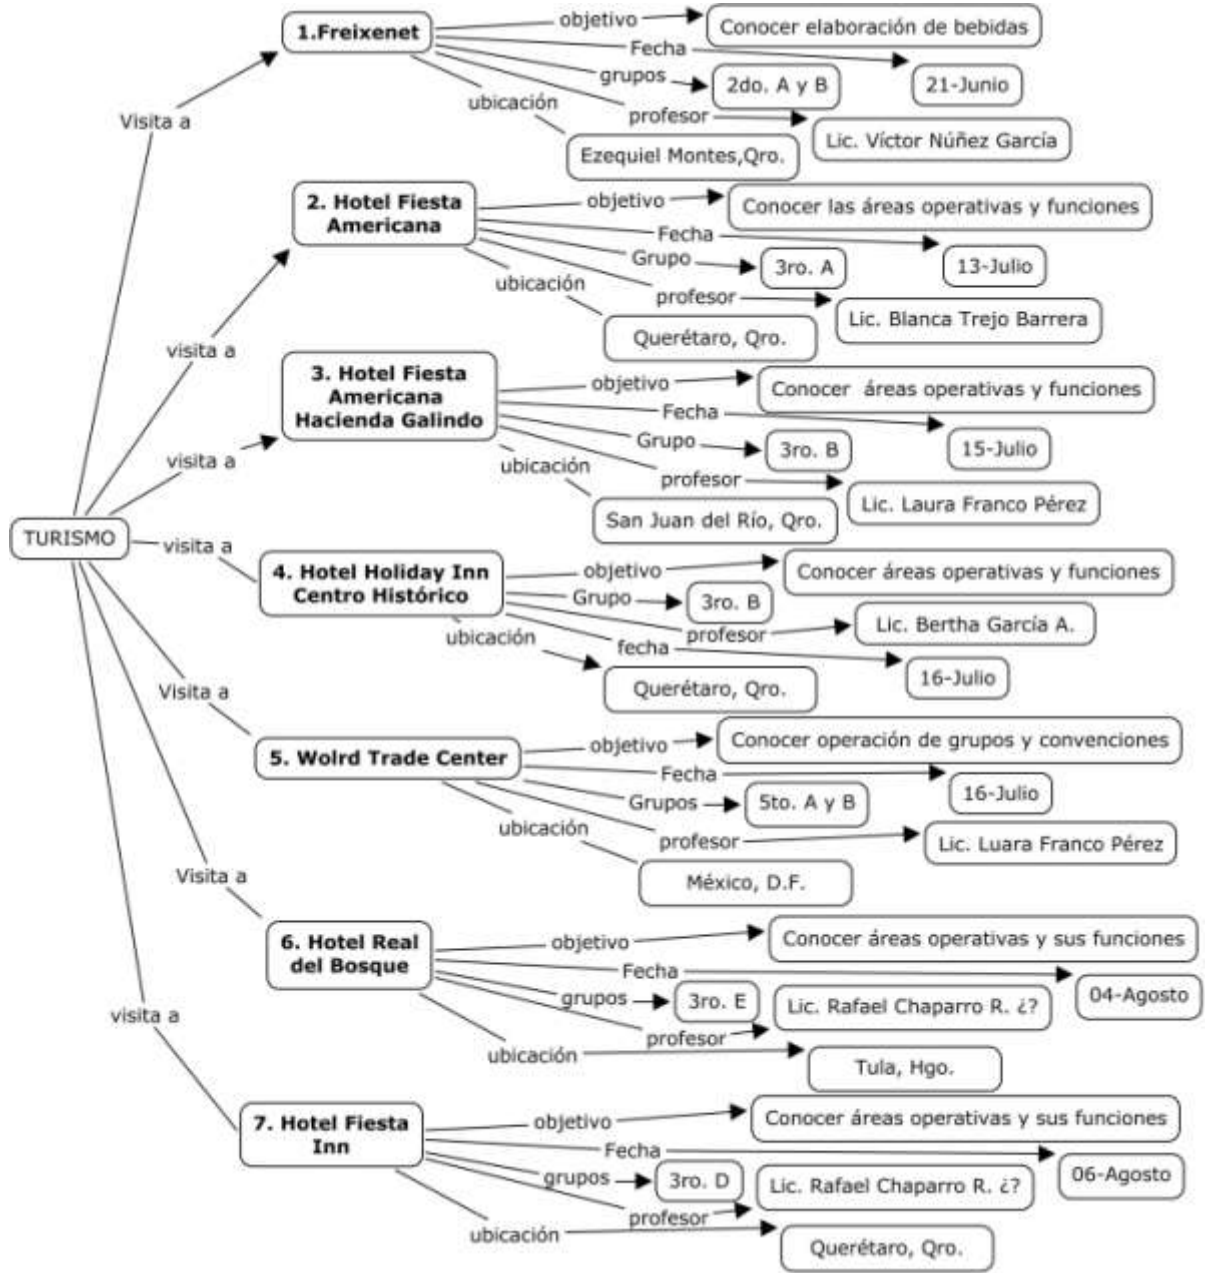 TURISMO
Visita a
1.Freixenet
objetivo
Conocer elaboración de bebidas
Fecha
21-Junio
grupos
2do. A y B
profesor
Lic. Víctor Núñez García
ubicación
Ezequiel Montes,Qro.
visita a
2. Hotel Fiesta
Americana
objetivo
Conocer las áreas operativas y funciones
Fecha
13-Julio
Grupo
3ro. A
profesor
Lic. Blanca Trejo Barrera
ubicación
Querétaro, Qro.
visita a
3. Hotel Fiesta
Americana
Hacienda Galindo
objetivo
Conocer  áreas operativas y funciones
Fecha
15-Julio
Grupo
3ro. B
profesor
Lic. Laura Franco Pérez
ubicación
San Juan del Río, Qro.
visita a
4. Hotel Holiday Inn
Centro Histórico
objetivo
Conocer áreas operativas y funciones
Grupo
3ro. B
profesor
Lic. Bertha García A.
fecha
16-Julio
ubicación
Querétaro, Qro.
Visita a
5. Wolrd Trade Center
objetivo
Conocer operación de grupos y convenciones
Fecha
16-Julio
Grupos
5to. A y B
profesor
Lic. Luara Franco Pérez
ubicación
México, D.F.
Visita a
6. Hotel Real
del Bosque
objetivo
Conocer áreas operativas y sus funciones
Fecha
04-Agosto
grupos
3ro. E
profesor
Lic. Rafael Chaparro R. ¿?
ubicación
Tula, Hgo.
visita a
7. Hotel Fiesta
Inn
objetivo
Conocer áreas operativas y sus funciones
Fecha
06-Agosto
grupos
3ro. D
profesor
Lic. Rafael Chaparro R. ¿?
ubicación
Querétaro, Qro.